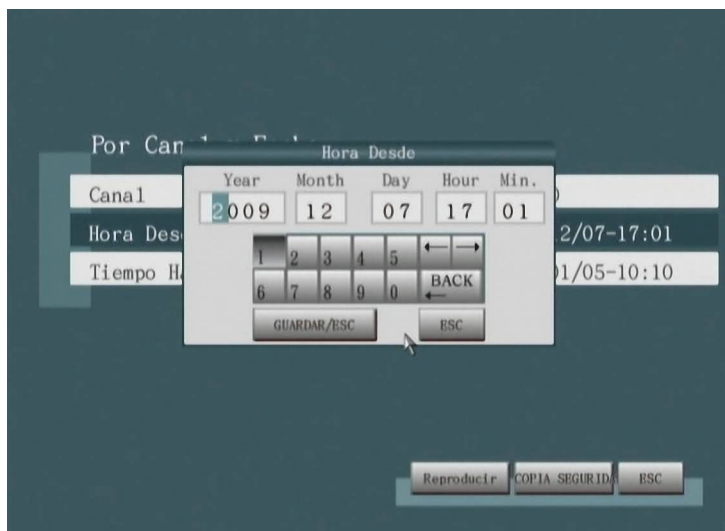 Por Canal
Hora Desde
Year Month Day Hour Min.
Canal
2009 12 07 17 01
Hora Des 2/07-17:01
1 2 3 4 5 ← →
Tiempo H 1/05-10:10
6 7 8 9 0 BACK ←
GUARDAR/ESC ESC
Reproducir COPIA SEGURIDA ESC